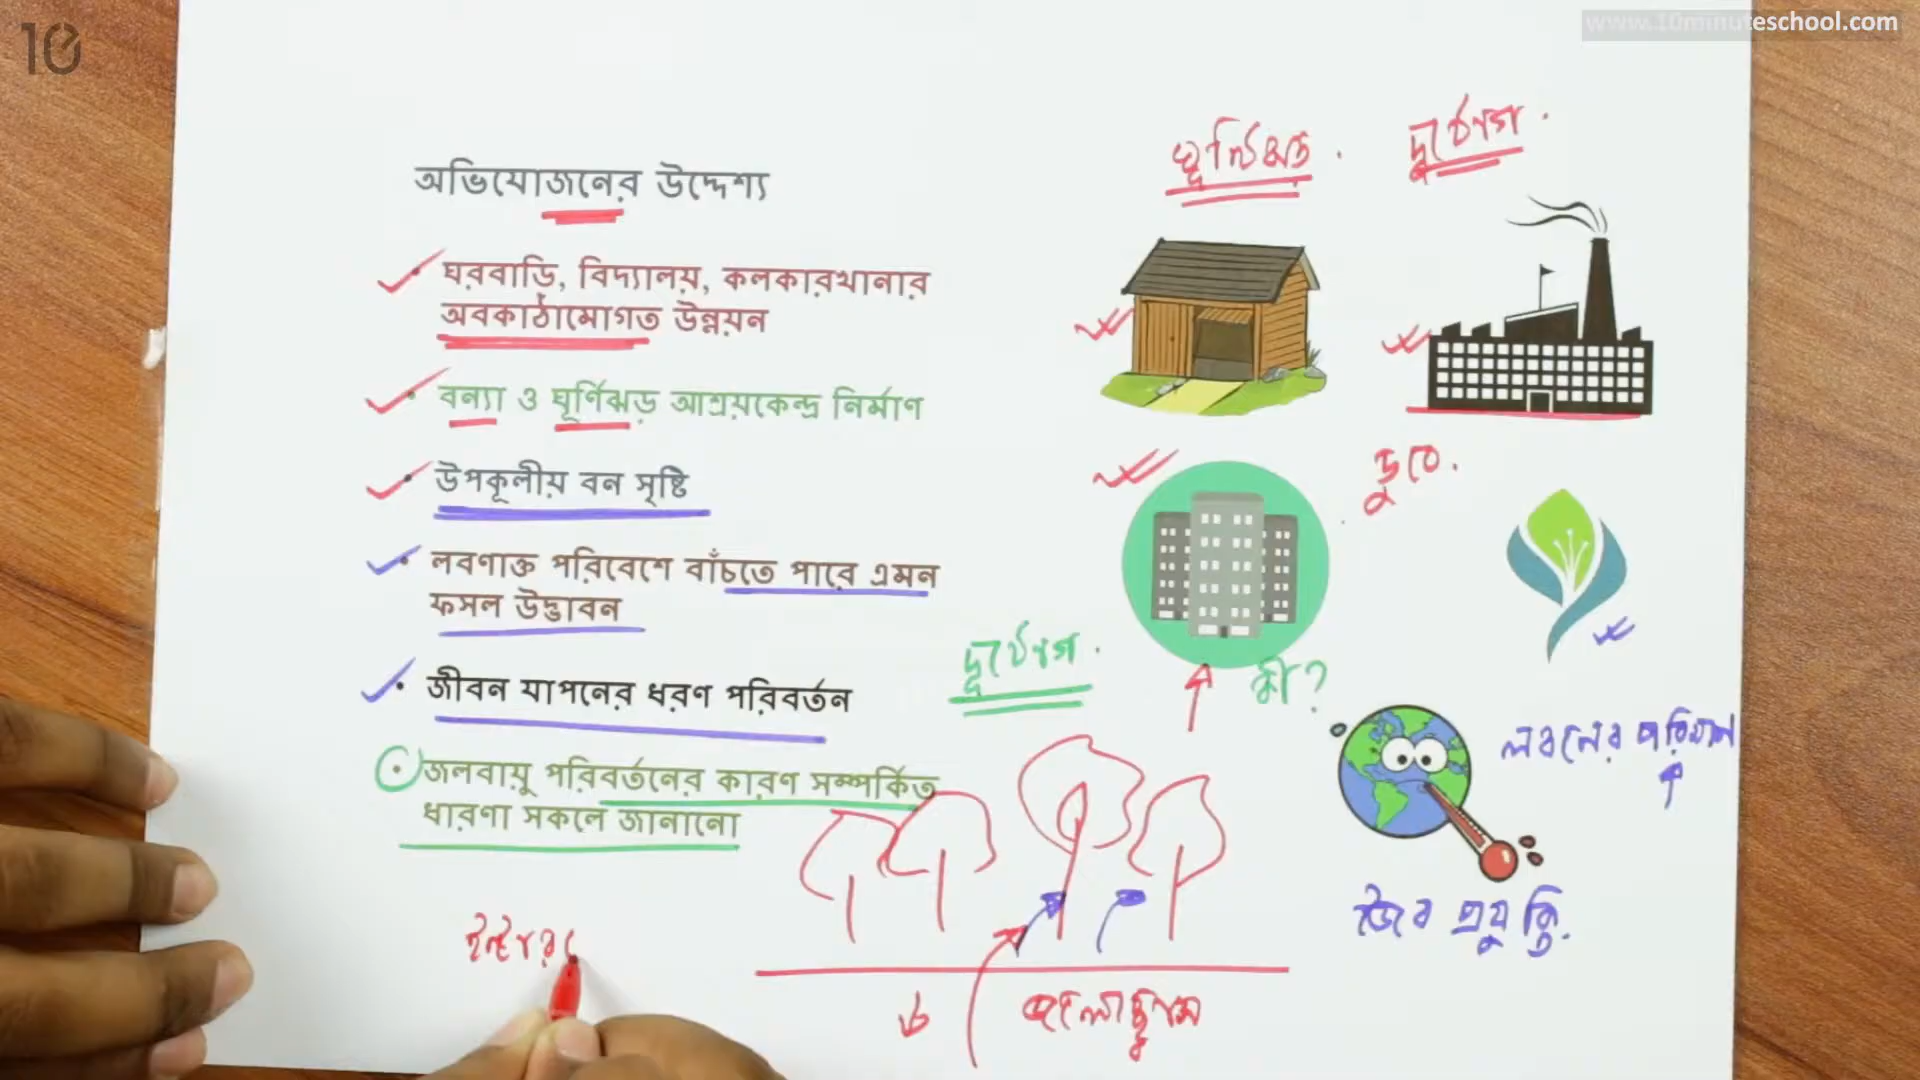 10
www.10minuteschool.com
ঘূর্ণিঝড়. দুর্যোগ.
অভিযোজনের উদ্দেশ্য
• ঘরবাড়ি, বিদ্যালয়, কলকারখানার
অবকাঠামোগত উন্নয়ন
• বন্যা ও ঘূর্ণিঝড় আশ্রয়কেন্দ্র নির্মাণ
ডুবে.
• উপকূলীয় বন সৃষ্টি
• লবণাক্ত পরিবেশে বাঁচতে পারে এমন
ফসল উদ্ভাবন
দুর্যোগ.
কী?
• জীবন যাপনের ধরণ পরিবর্তন
লবনের পরিমাণ
• জলবায়ু পরিবর্তনের কারণ সম্পর্কিত
ধারণা সকলে জানানো
জৈব প্রযুক্তি.
জলোচ্ছ্বাস